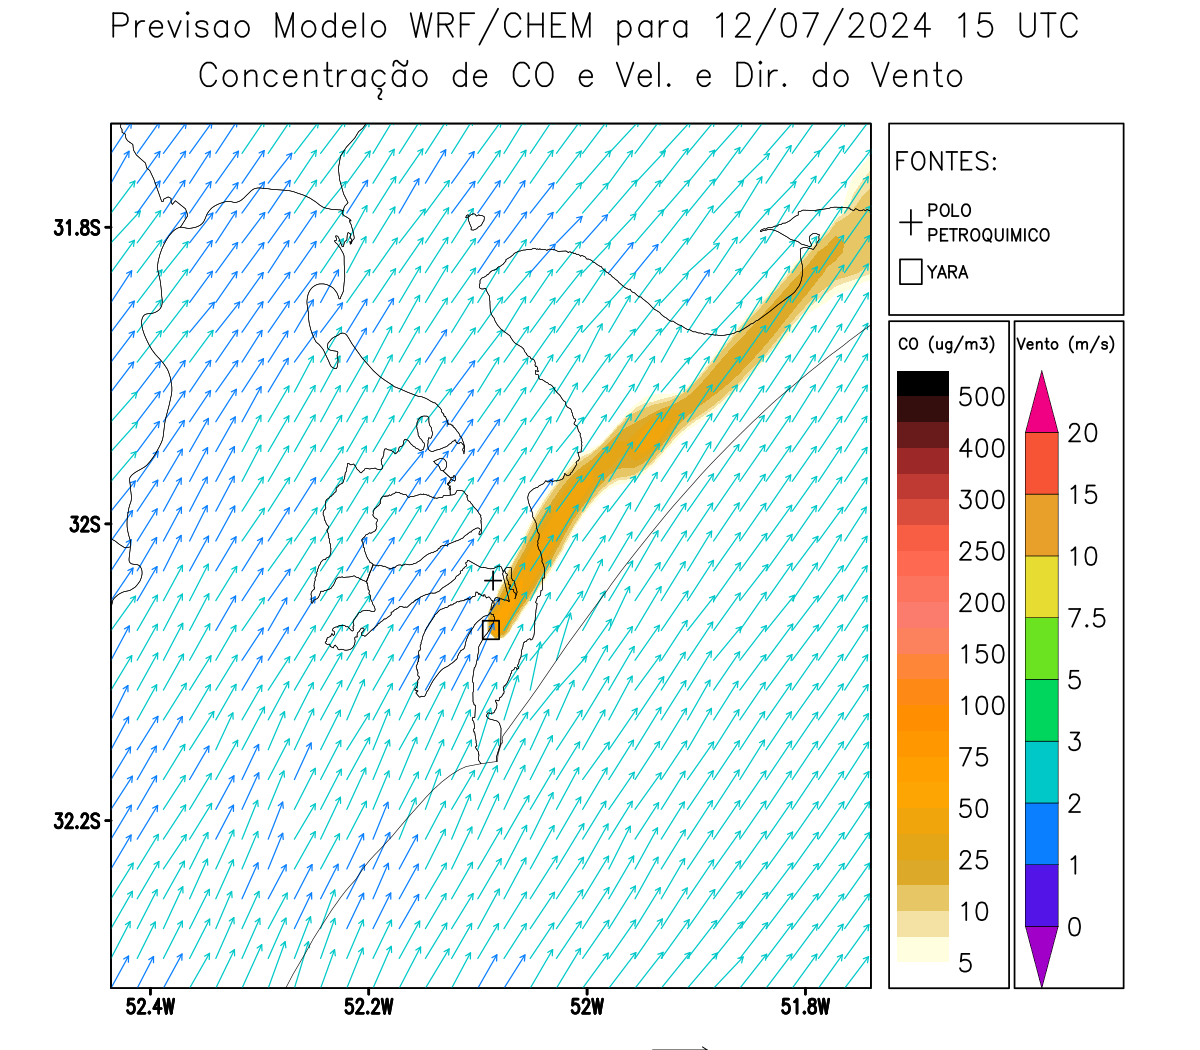 Previsao Modelo WRF/CHEM para 12/07/2024 15 UTC
Concentração de CO e Vel. e Dir. do Vento
FONTES:
POLO
PETROQUIMICO
YARA
CO (ug/m3)
500
400
300
250
200
150
100
75
50
25
10
5
Vento (m/s)
20
15
10
7.5
5
3
2
1
0
31.8S
32S
32.2S
52.4W
52.2W
52W
51.8W